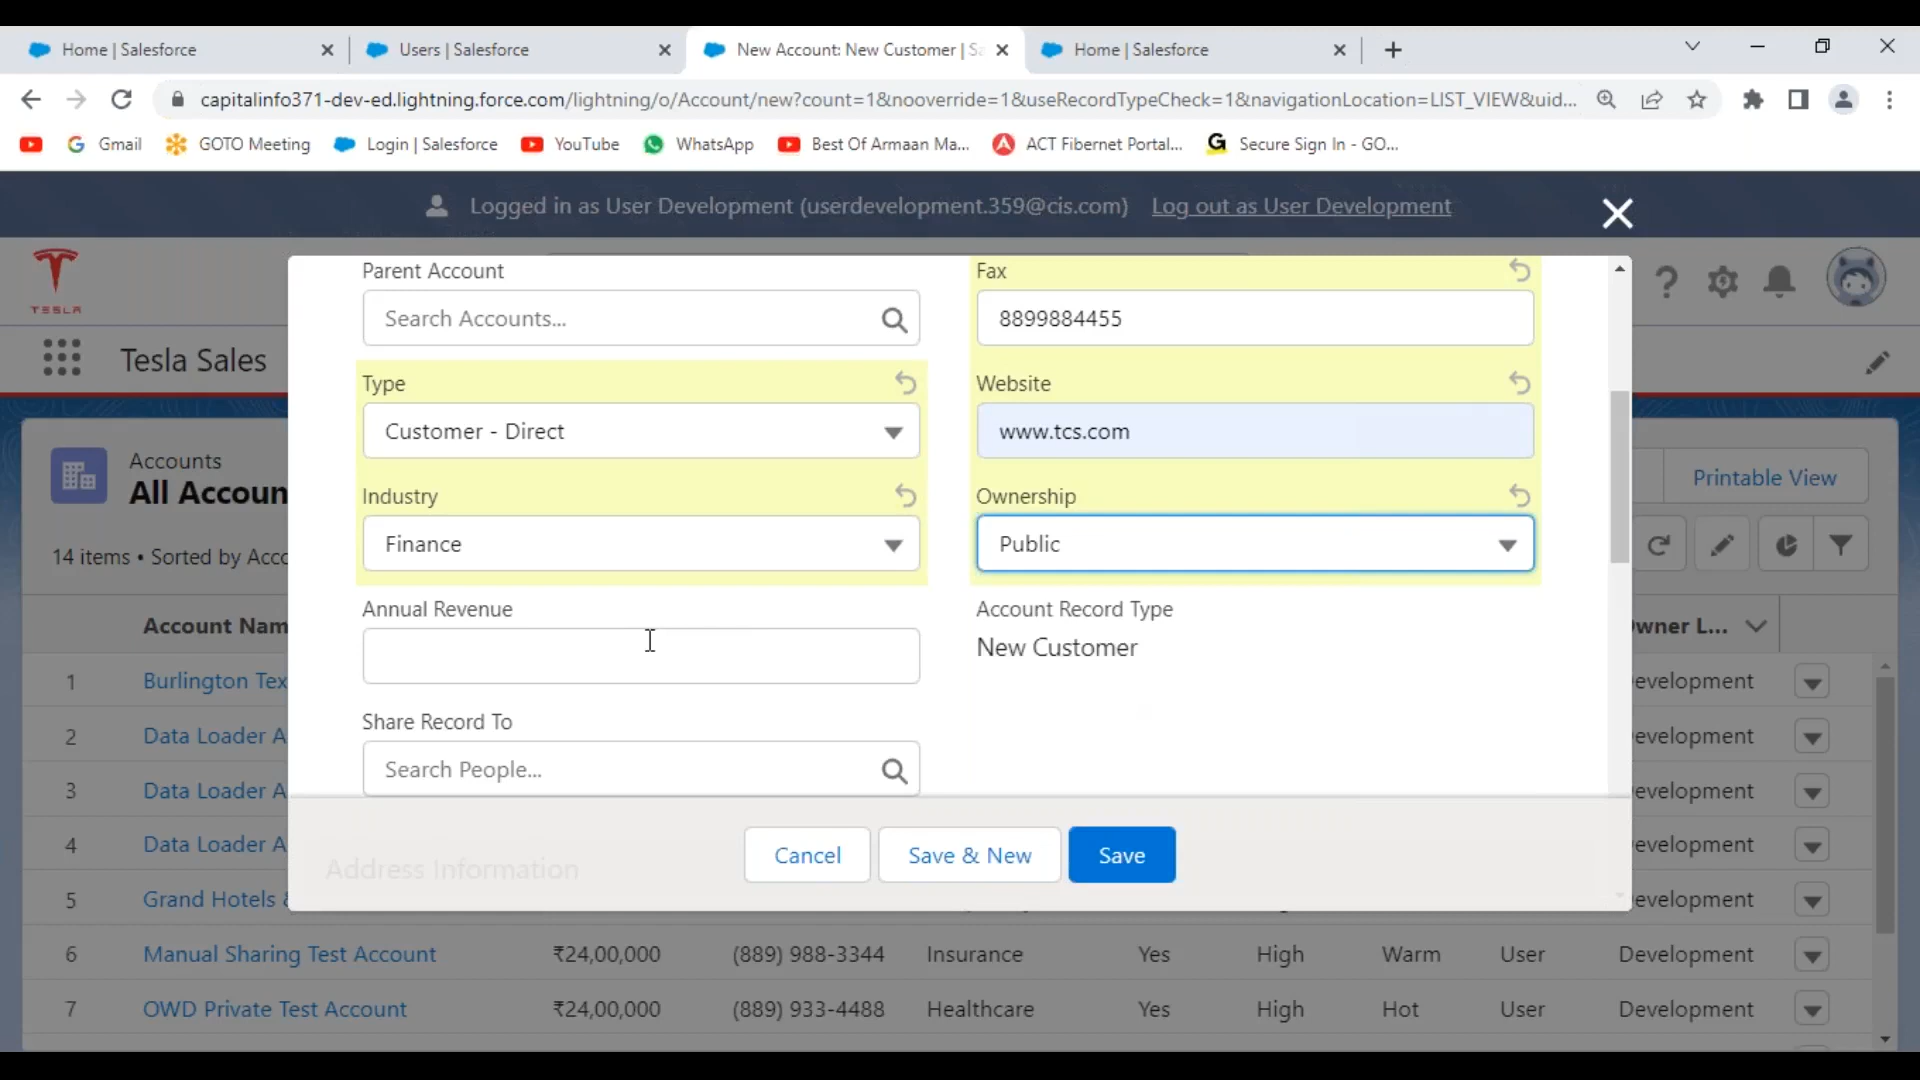 Home | Salesforce
Users | Salesforce
New Account: New Customer | Sa
Home | Salesforce
capitalinfo371-dev-ed.lightning.force.com/lightning/o/Account/new?count=1&nooverride=1&useRecordTypeCheck=1&navigationLocation=LIST_VIEW&uid...
Gmail
GOTO Meeting
Login | Salesforce
YouTube
WhatsApp
Best Of Armaan Ma...
ACT Fibernet Portal...
Secure Sign In - GO...
Logged in as User Development (userdevelopment.359@cis.com)
Log out as User Development
TESLA
Tesla Sales
Accounts
All Accoun
14 items • Sorted by Acc
Printable View
Parent Account
Search Accounts...
Fax
8899884455
Type
Customer - Direct
Website
www.tcs.com
Industry
Finance
Ownership
Public
Annual Revenue
Account Record Type
New Customer
Share Record To
Search People...
Address Information
Cancel
Save & New
Save
Account Nam
wner L...
1 Burlington Tex evelopment
2 Data Loader A evelopment
3 Data Loader A evelopment
4 Data Loader A evelopment
5 Grand Hotels & evelopment
6 Manual Sharing Test Account ₹24,00,000 (889) 988-3344 Insurance Yes High Warm User Development
7 OWD Private Test Account ₹24,00,000 (889) 933-4488 Healthcare Yes High Hot User Development